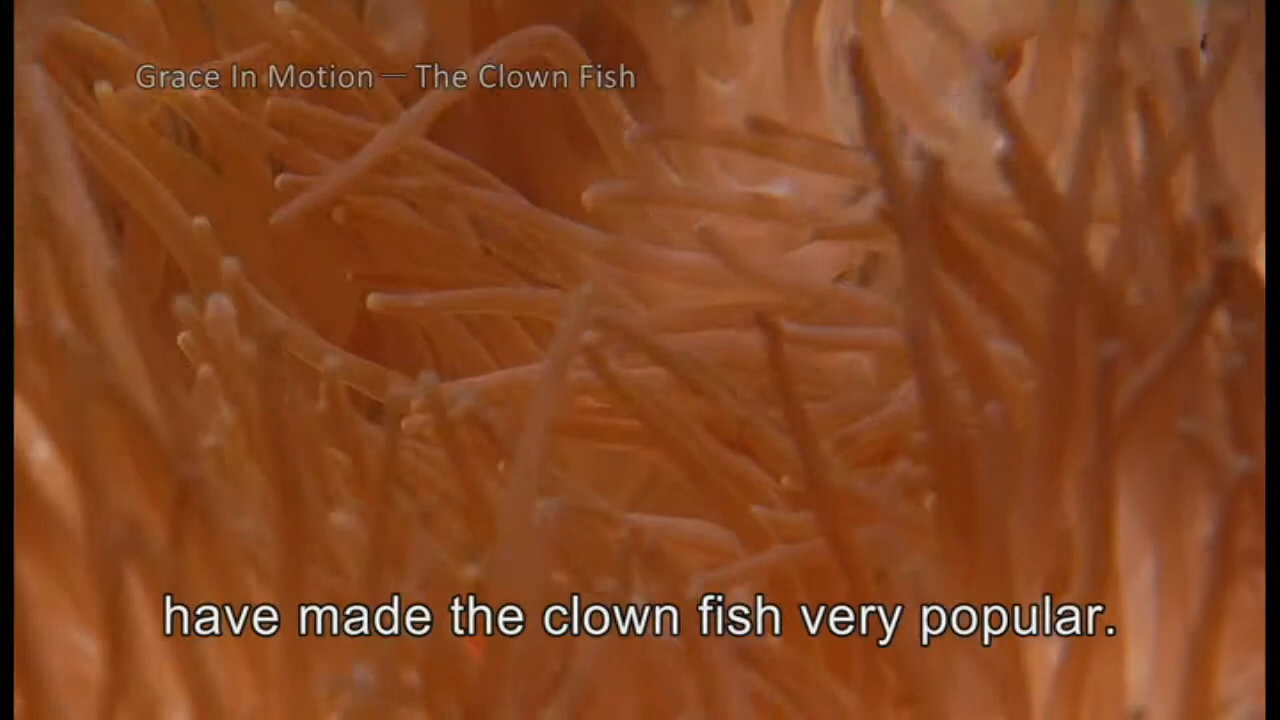 Grace In Motion — The Clown Fish
have made the clown fish very popular.